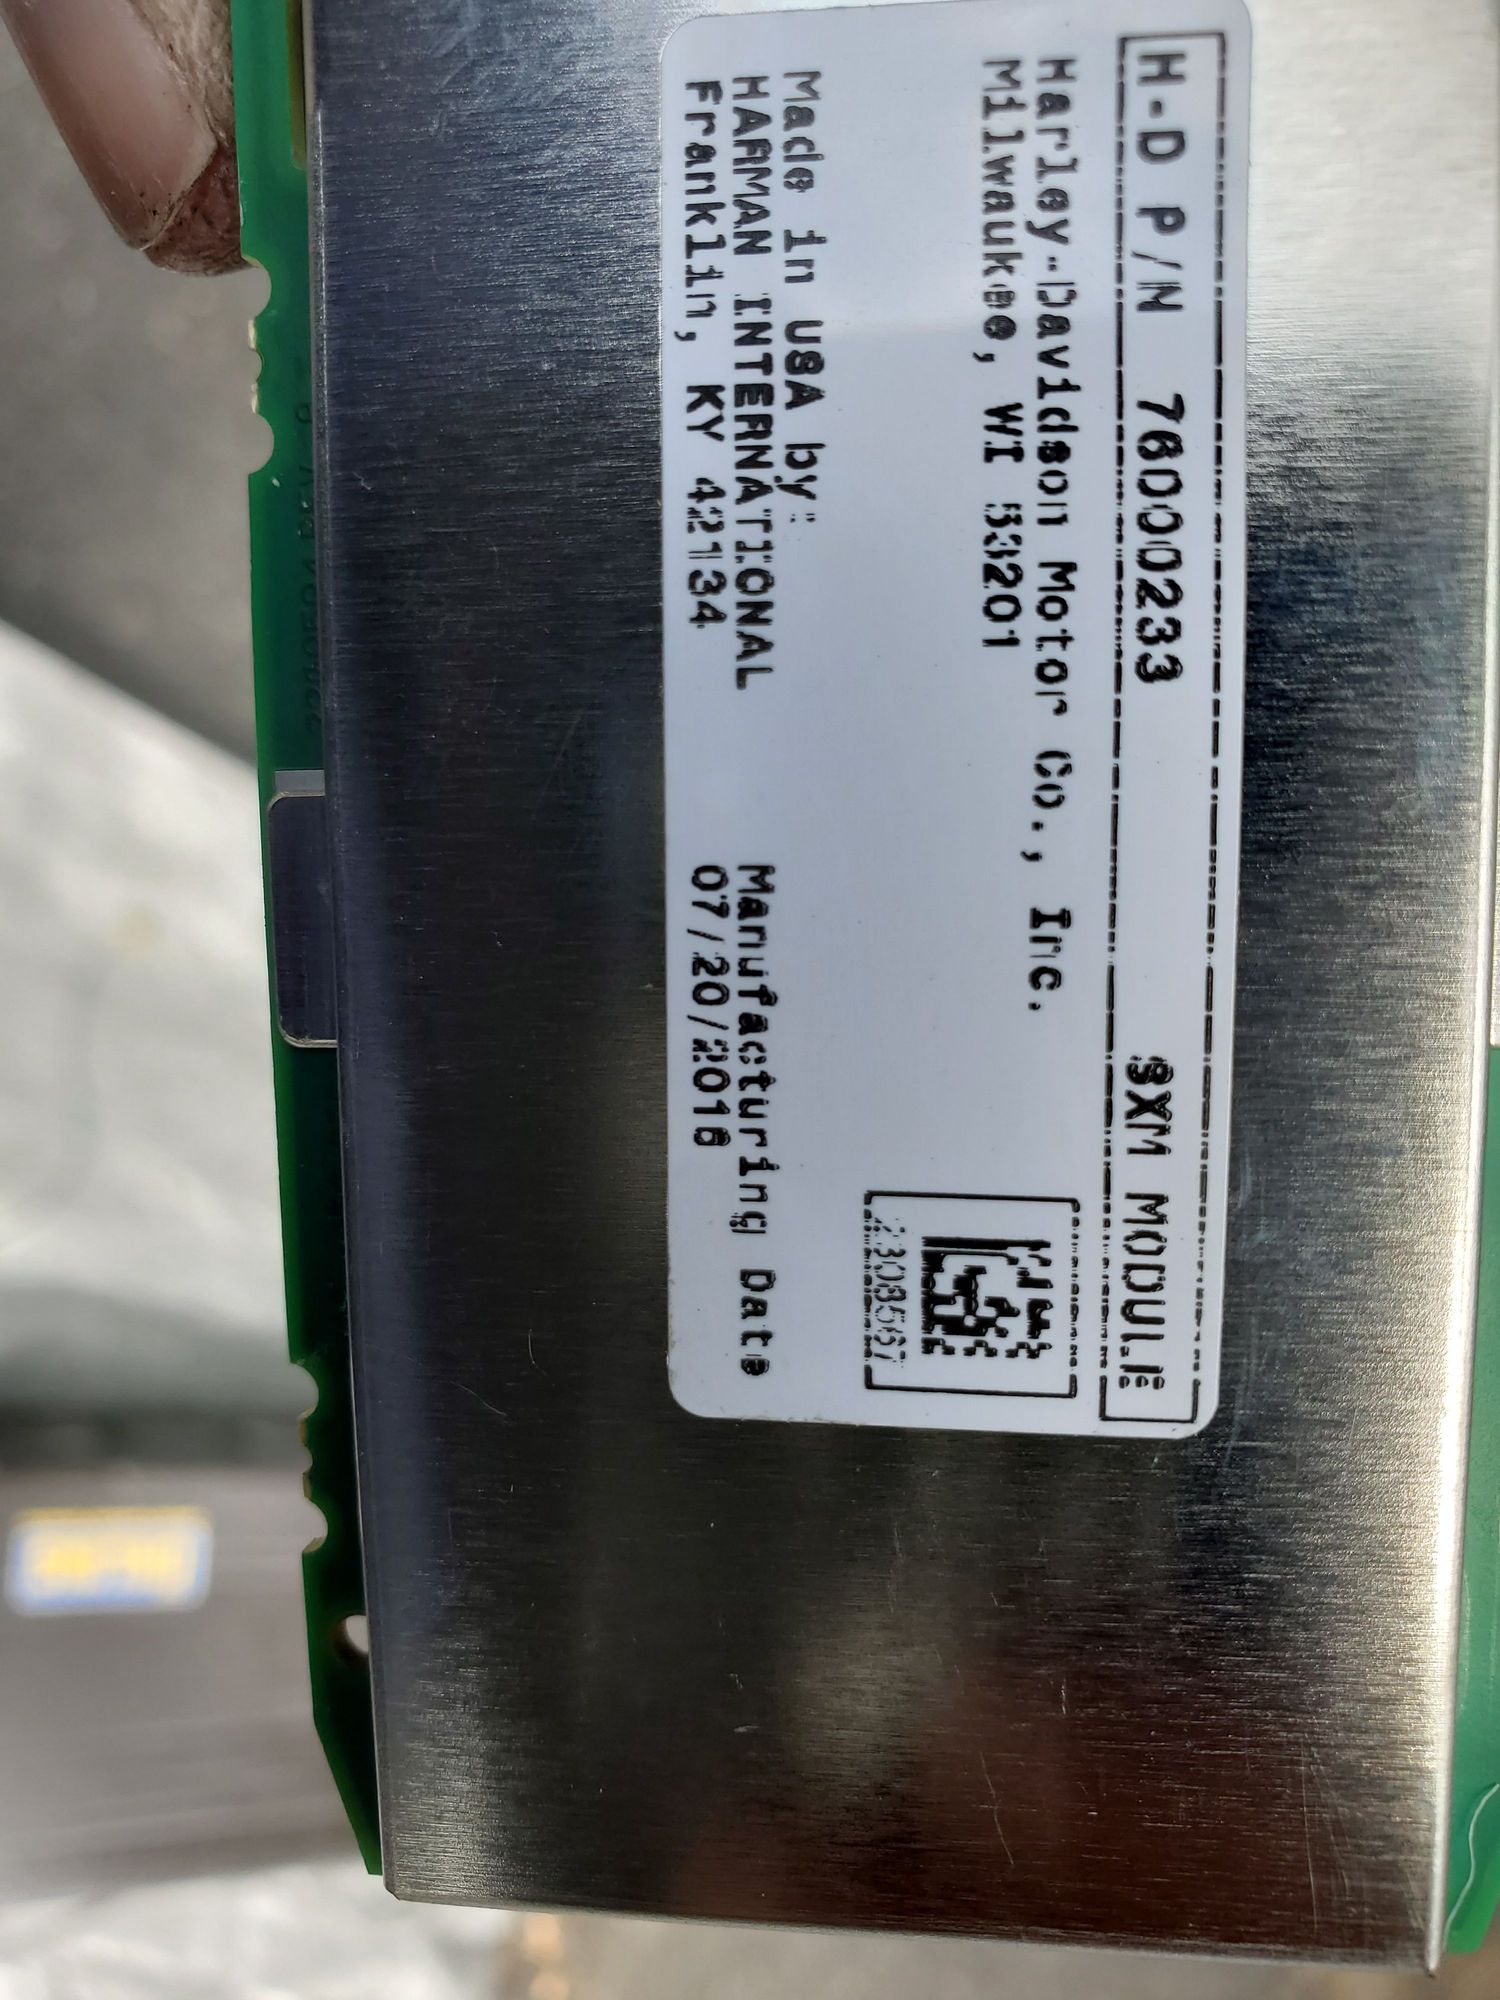 H-D P/N 76000233 SXM MODULE
Harley-Davidson Motor Co., Inc.
Milwaukee, WI 53201
2308567
Made in USA by:
HARMAN INTERNATIONAL
Franklin, KY 42134
Manufacturing Date
07/20/2016